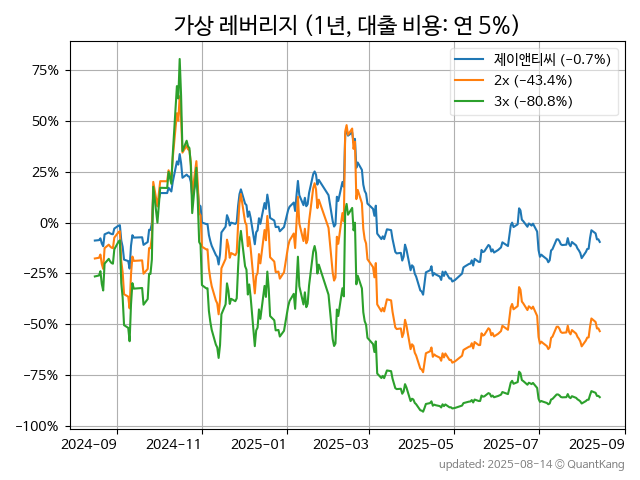 가상 레버리지 (1년, 대출 비용: 연 5%)
제이앤티씨 (−0.7%)
2x (−43.4%)
3x (−80.8%)
75%
50%
25%
0%
−25%
−50%
−75%
−100%
2024-09 2024-11 2025-01 2025-03 2025-05 2025-07 2025-09
updated: 2025-08-14 © QuantKang